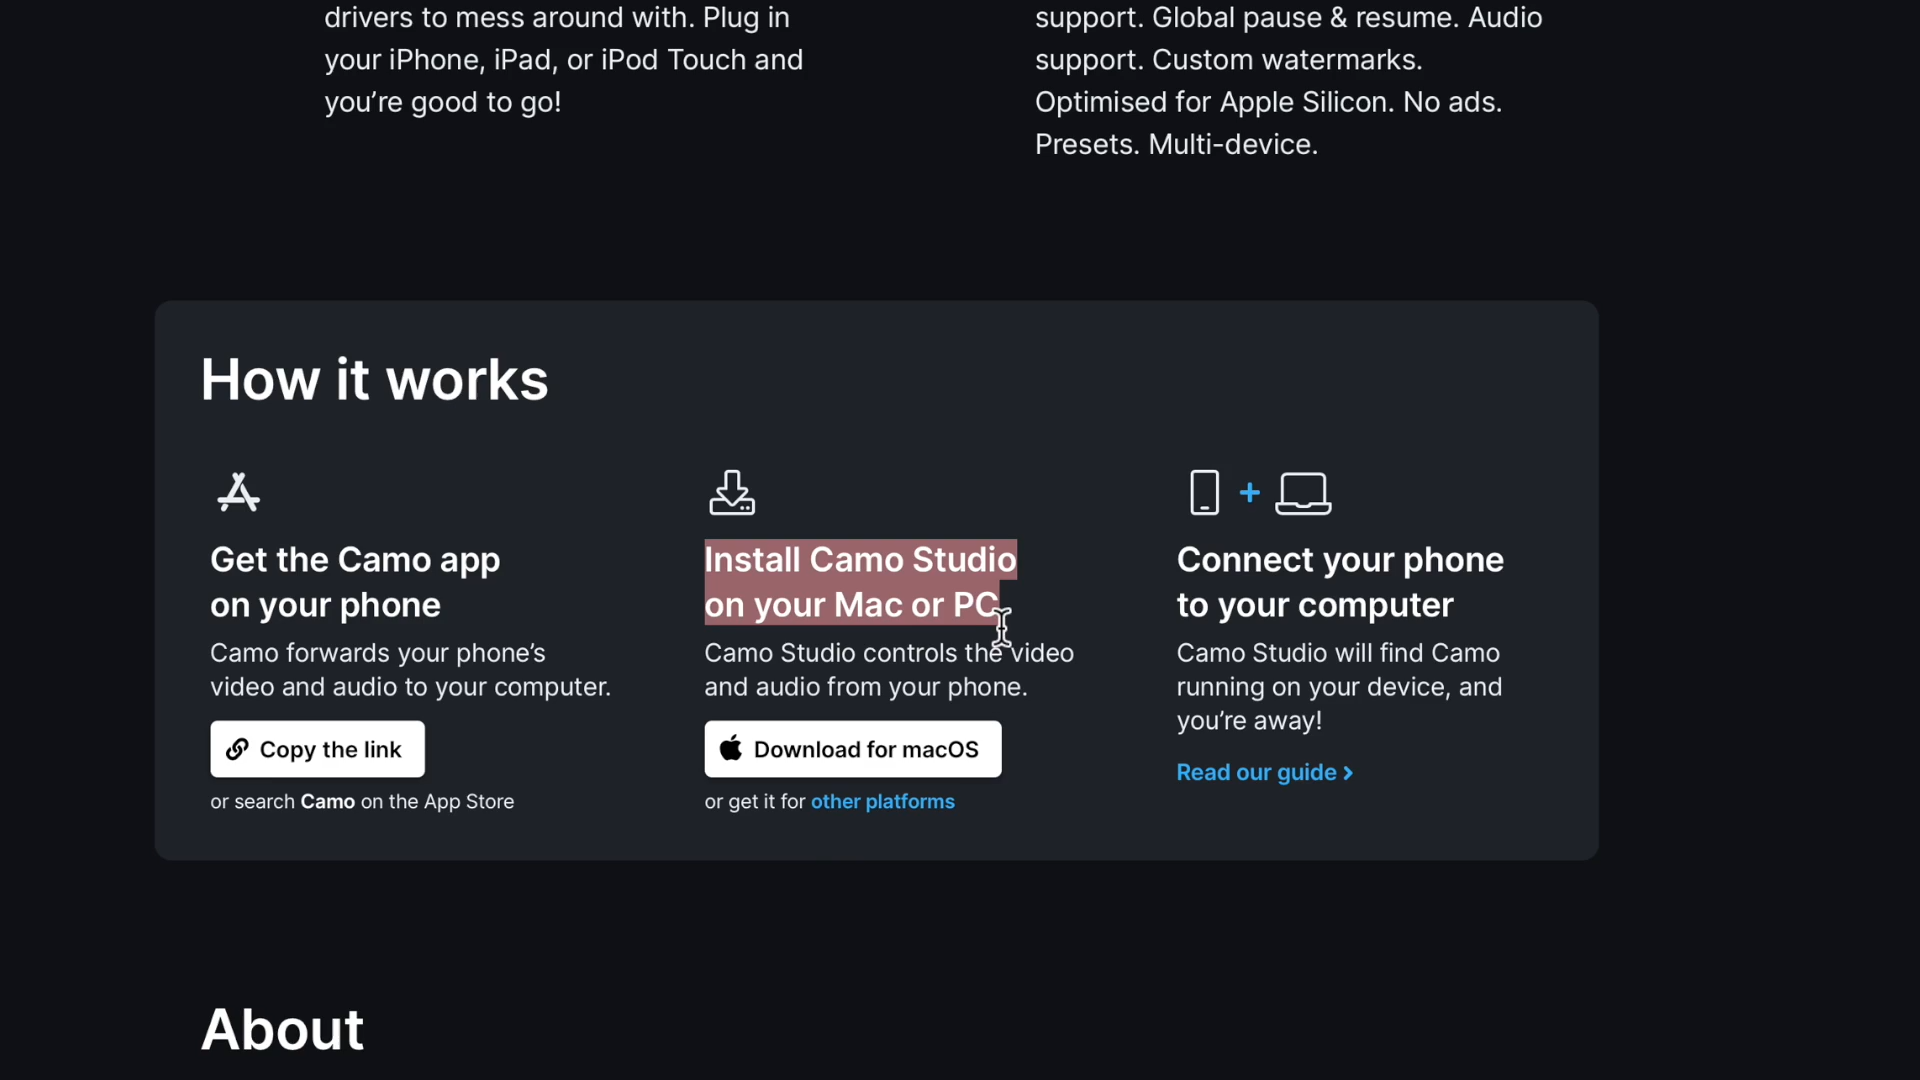 drivers to mess around with. Plug in
your iPhone, iPad, or iPod Touch and
you’re good to go!
support. Global pause & resume. Audio
support. Custom watermarks.
Optimised for Apple Silicon. No ads.
Presets. Multi-device.
How it works
Get the Camo app
on your phone
Camo forwards your phone’s
video and audio to your computer.
Copy the link
or search Camo on the App Store
Install Camo Studio
on your Mac or PC
Camo Studio controls the video
and audio from your phone.
Download for macOS
or get it for other platforms
Connect your phone
to your computer
Camo Studio will find Camo
running on your device, and
you’re away!
Read our guide
About